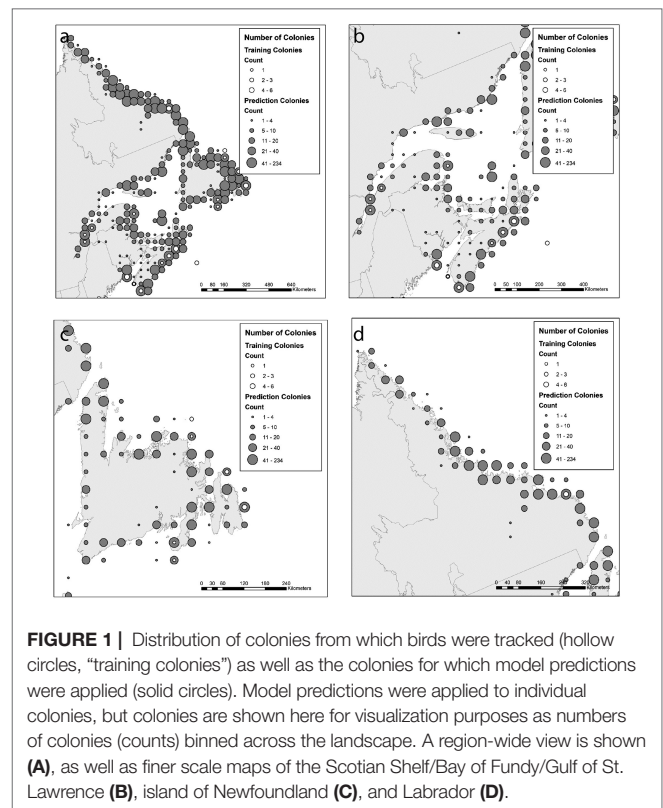 a
Number of Colonies
Training Colonies
Count
1
2 - 3
4 - 6
Prediction Colonies
Count
1 - 4
5 - 10
11 - 20
21 - 40
41 - 234
0 80 160 320 480 640
Kilometers
b
Number of Colonies
Training Colonies
Count
1
2 - 3
4 - 6
Prediction Colonies
Count
1 - 4
5 - 10
11 - 20
21 - 40
41 - 234
0 50 100 200 300 400
Kilometers
c
Number of Colonies
Training Colonies
Count
1
2 - 3
4 - 6
Prediction Colonies
Count
1 - 4
5 - 10
11 - 20
21 - 40
41 - 234
0 30 60 120 180 240
Kilometers
d
Number of Colonies
Training Colonies
Count
1
2 - 3
4 - 6
Prediction Colonies
Count
1 - 4
5 - 10
11 - 20
21 - 40
41 - 234
0 40 80 160 240 320
Kilometers
FIGURE 1 | Distribution of colonies from which birds were tracked (hollow
circles, “training colonies”) as well as the colonies for which model predictions
were applied (solid circles). Model predictions were applied to individual
colonies, but colonies are shown here for visualization purposes as numbers
of colonies (counts) binned across the landscape. A region-wide view is shown
(A), as well as finer scale maps of the Scotian Shelf/Bay of Fundy/Gulf of St.
Lawrence (B), island of Newfoundland (C), and Labrador (D).